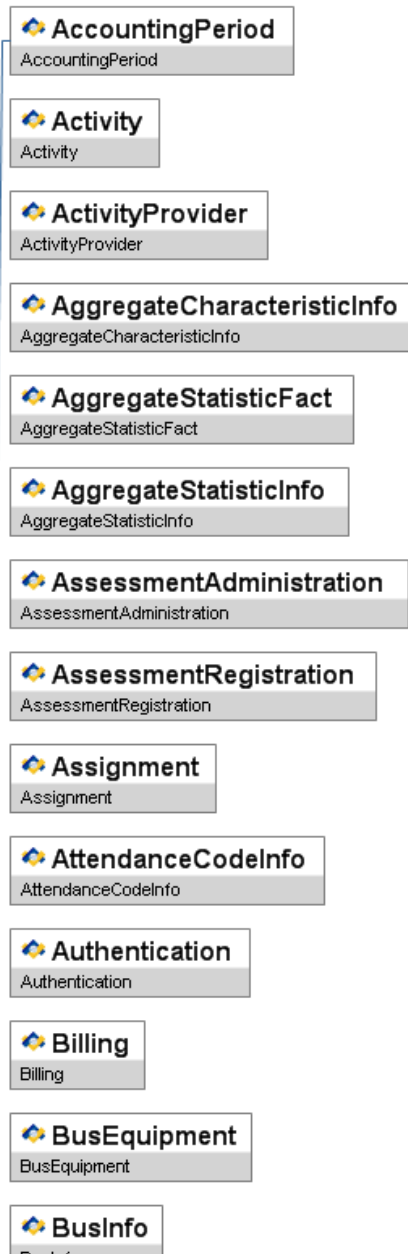 AccountingPeriod
AccountingPeriod
Activity
Activity
ActivityProvider
ActivityProvider
AggregateCharacteristicInfo
AggregateCharacteristicInfo
AggregateStatisticFact
AggregateStatisticFact
AggregateStatisticInfo
AggregateStatisticInfo
AssessmentAdministration
AssessmentAdministration
AssessmentRegistration
AssessmentRegistration
Assignment
Assignment
AttendanceCodeInfo
AttendanceCodeInfo
Authentication
Authentication
Billing
Billing
BusEquipment
BusEquipment
BusInfo